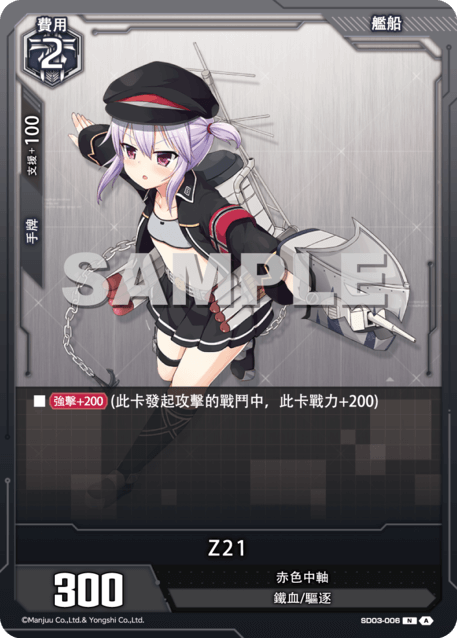 費用
艦船
2
支援+100
手牌
SAMPLE
■ 強擊+200 (此卡發起攻擊的戰鬥中，此卡戰力+200)
Z21
300
赤色中軸
鐵血/驅逐
©Manjuu Co.,Ltd.& Yongshi Co.,Ltd.
SD03-006 N A